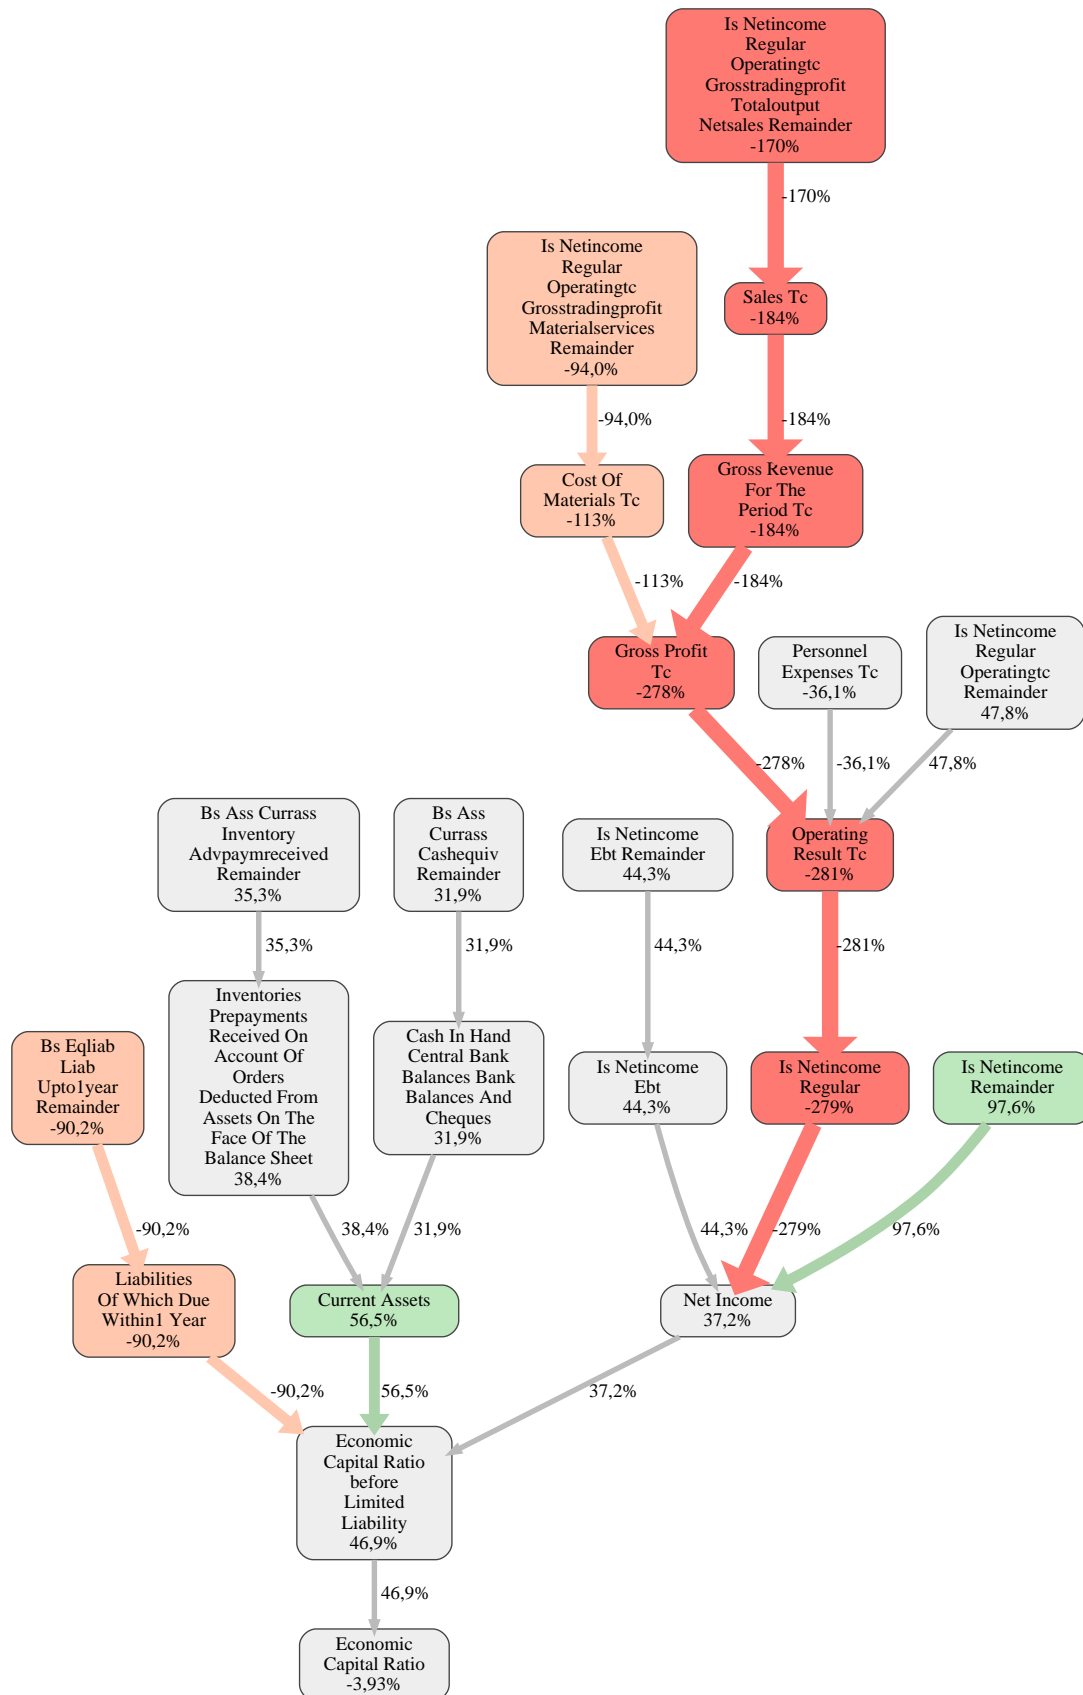 Is Netincome
Regular
Operatingtc
Grosstradingprofit
Totaloutput
Netsales Remainder
-170%
-170%
Is Netincome
Regular
Operatingtc
Grosstradingprofit
Materialservices
Remainder
-94,0%
Sales Tc
-184%
-94,0%
-184%
Cost Of
Materials Tc
-113%
Gross Revenue
For The
Period Tc
-184%
-113%
-184%
Gross Profit
Tc
-278%
Personnel
Expenses Tc
-36,1%
Is Netincome
Regular
Operatingtc
Remainder
47,8%
-278%
-36,1%
47,8%
Bs Ass Currass
Inventory
Advpaymreceived
Remainder
35,3%
Bs Ass
Currass
Cashequiv
Remainder
31,9%
Is Netincome
Ebt Remainder
44,3%
Operating
Result Tc
-281%
35,3%
31,9%
44,3%
-281%
Bs Eqliab
Liab
Upto1year
Remainder
-90,2%
Inventories
Prepayments
Received On
Account Of
Orders
Deducted From
Assets On The
Face Of The
Balance Sheet
38,4%
Cash In Hand
Central Bank
Balances Bank
Balances And
Cheques
31,9%
Is Netincome
Ebt
44,3%
Is Netincome
Regular
-279%
Is Netincome
Remainder
97,6%
-90,2%
38,4%
31,9%
44,3%
-279%
97,6%
Liabilities
Of Which Due
Within1 Year
-90,2%
Current Assets
56,5%
Net Income
37,2%
-90,2%
56,5%
37,2%
Economic
Capital Ratio
before
Limited
Liability
46,9%
46,9%
Economic
Capital Ratio
-3,93%